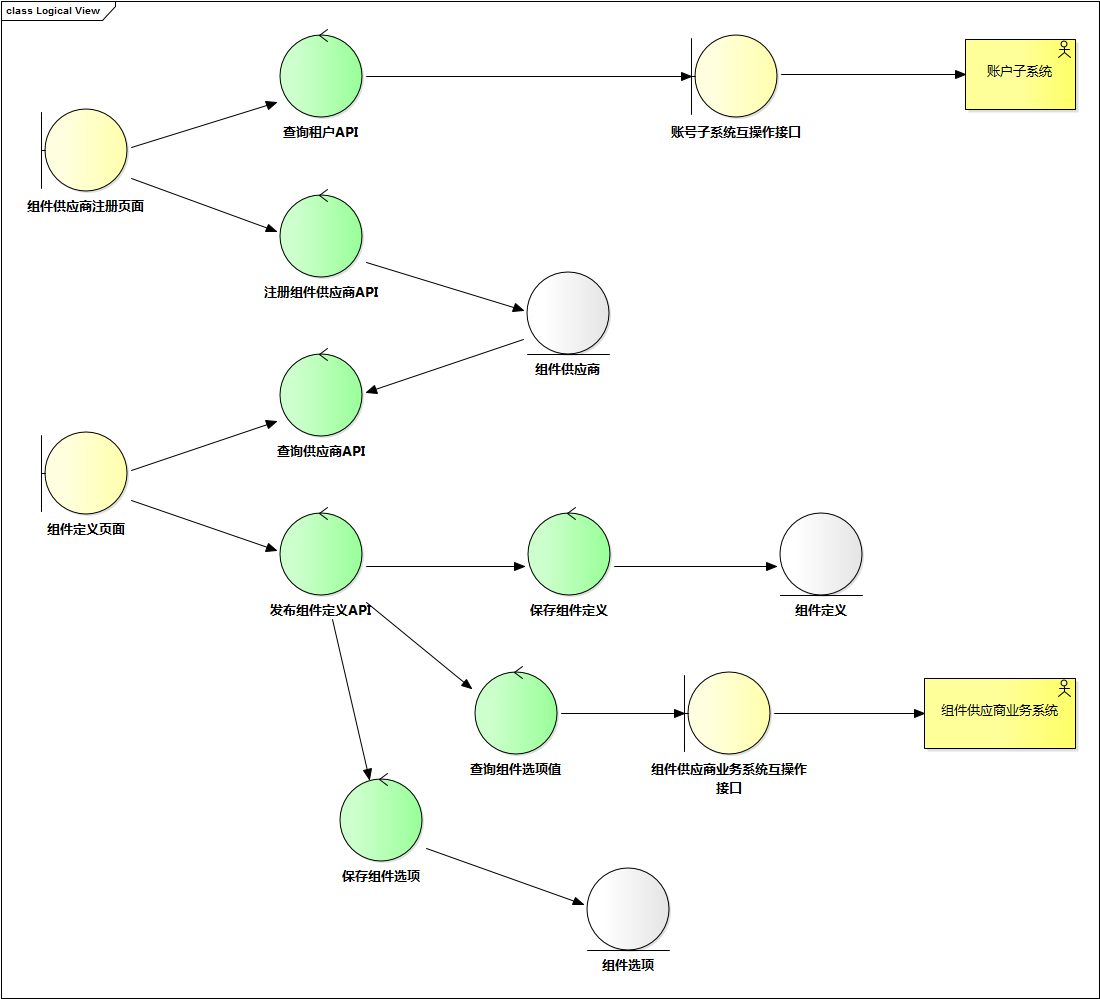 class Logical View
查询租户API
账号子系统互操作接口
账户子系统
组件供应商注册页面
注册组件供应商API
组件供应商
查询供应商API
组件定义页面
发布组件定义API
保存组件定义
组件定义
查询组件选项值
组件供应商业务系统互操作
接口
组件供应商业务系统
保存组件选项
组件选项